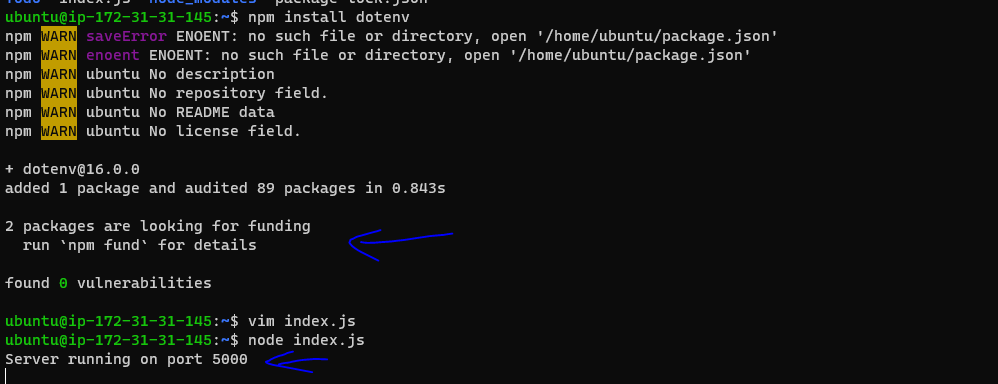 Todo index.js node_modules package-lock.json
ubuntu@ip-172-31-31-145:~$ npm install dotenv
npm WARN saveError ENOENT: no such file or directory, open '/home/ubuntu/package.json'
npm WARN enoent ENOENT: no such file or directory, open '/home/ubuntu/package.json'
npm WARN ubuntu No description
npm WARN ubuntu No repository field.
npm WARN ubuntu No README data
npm WARN ubuntu No license field.
+ dotenv@16.0.0
added 1 package and audited 89 packages in 0.843s
2 packages are looking for funding
run `npm fund` for details
found 0 vulnerabilities
ubuntu@ip-172-31-31-145:~$ vim index.js
ubuntu@ip-172-31-31-145:~$ node index.js
Server running on port 5000